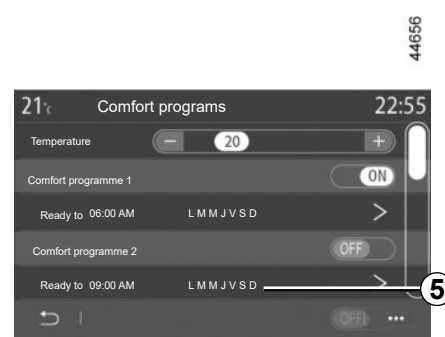 44656
21°c Comfort programs 22:55
Temperature − 20 +
Comfort programme 1 ON
Ready to 06:00 AM L M M J V S D >
Comfort programme 2 OFF
Ready to 09:00 AM L M M J V S D > 5
OFF •••